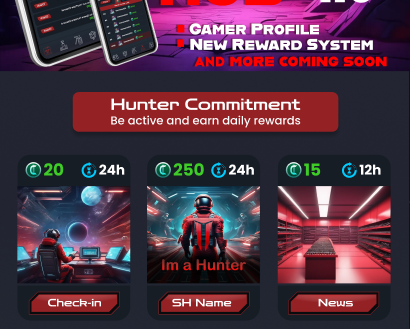 Gamer Profile
New Reward System
and more coming soon
Hunter Commitment
Be active and earn daily rewards
20 24h
250 24h
15 12h
Im a Hunter
Check-in
SH Name
News